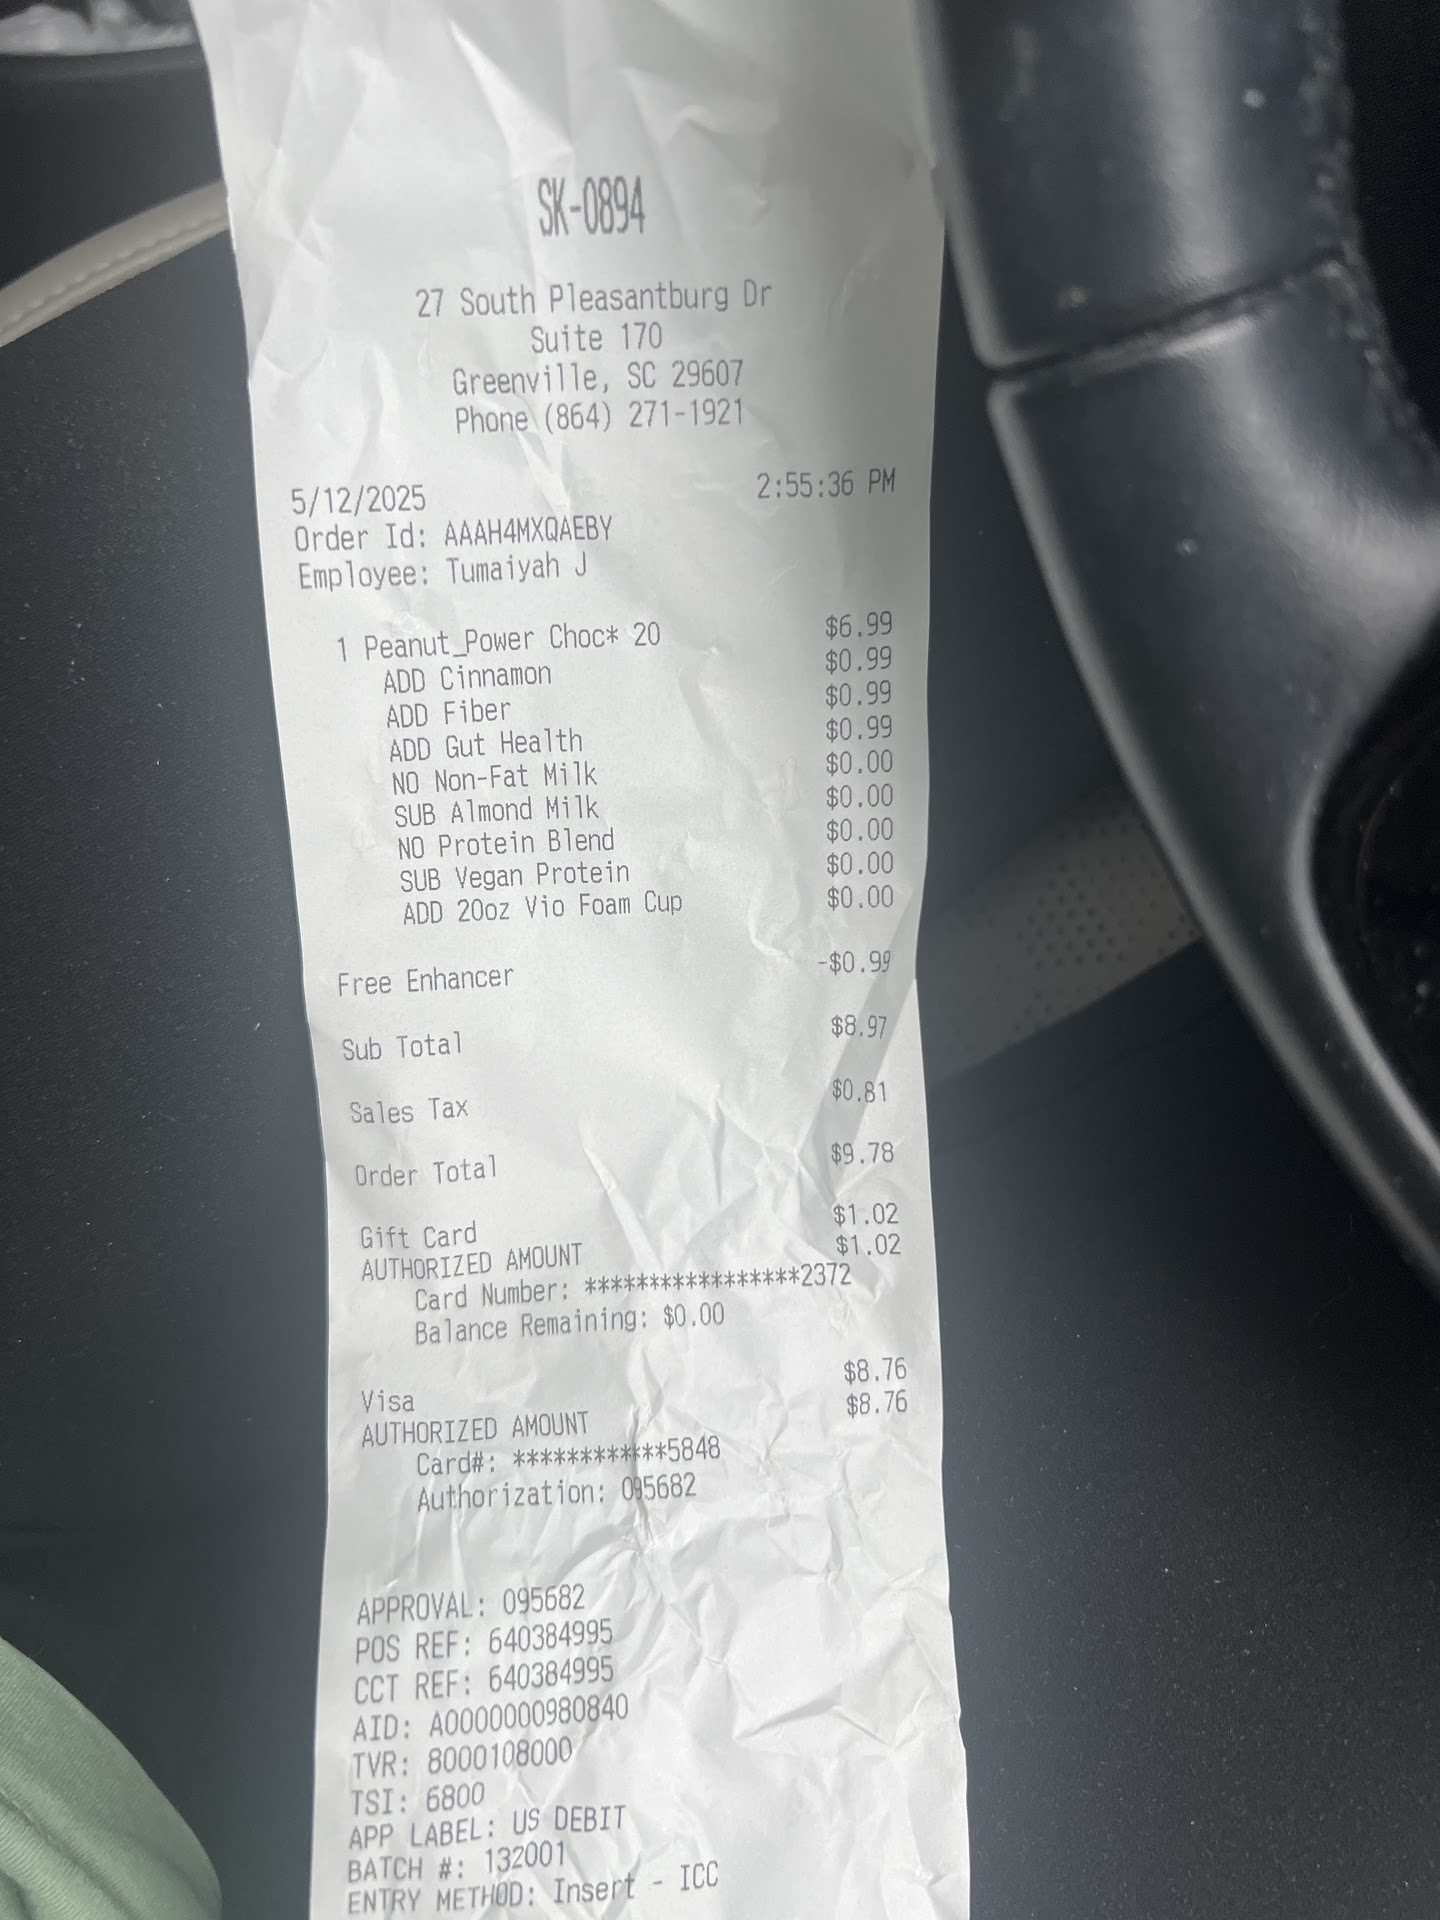 SK-0894
27 South Pleasantburg Dr
Suite 170
Greenville, SC 29607
Phone (864) 271-1921
5/12/2025 2:55:36 PM
Order Id: AAAH4MXQAEBY
Employee: Tumaiyah J
1 Peanut_Power Choc* 20 $6.99
ADD Cinnamon $0.99
ADD Fiber $0.99
ADD Gut Health $0.99
NO Non-Fat Milk $0.00
SUB Almond Milk $0.00
NO Protein Blend $0.00
SUB Vegan Protein $0.00
ADD 20oz Vio Foam Cup $0.00
Free Enhancer -$0.99
Sub Total $8.97
Sales Tax $0.81
Order Total $9.78
Gift Card $1.02
AUTHORIZED AMOUNT $1.02
Card Number: *****************2372
Balance Remaining: $0.00
Visa $8.76
AUTHORIZED AMOUNT $8.76
Card#: ************5848
Authorization: 095682
APPROVAL: 095682
POS REF: 640384995
CCT REF: 640384995
AID: A0000000980840
TVR: 8000108000
TSI: 6800
APP LABEL: US DEBIT
BATCH #: 132001
ENTRY METHOD: Insert - ICC